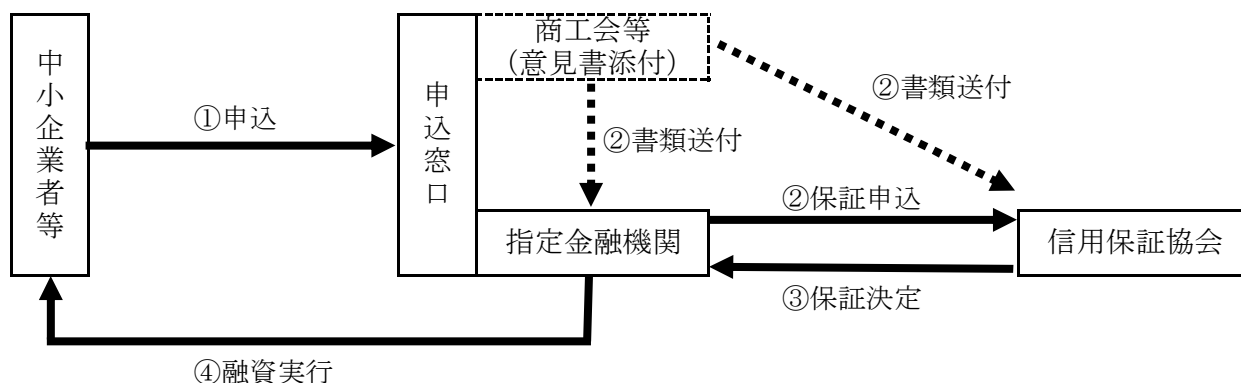 中小企業者等
①申込
申込窓口
商工会等
(意見書添付)
②書類送付
②書類送付
指定金融機関
②保証申込
③保証決定
信用保証協会
④融資実行